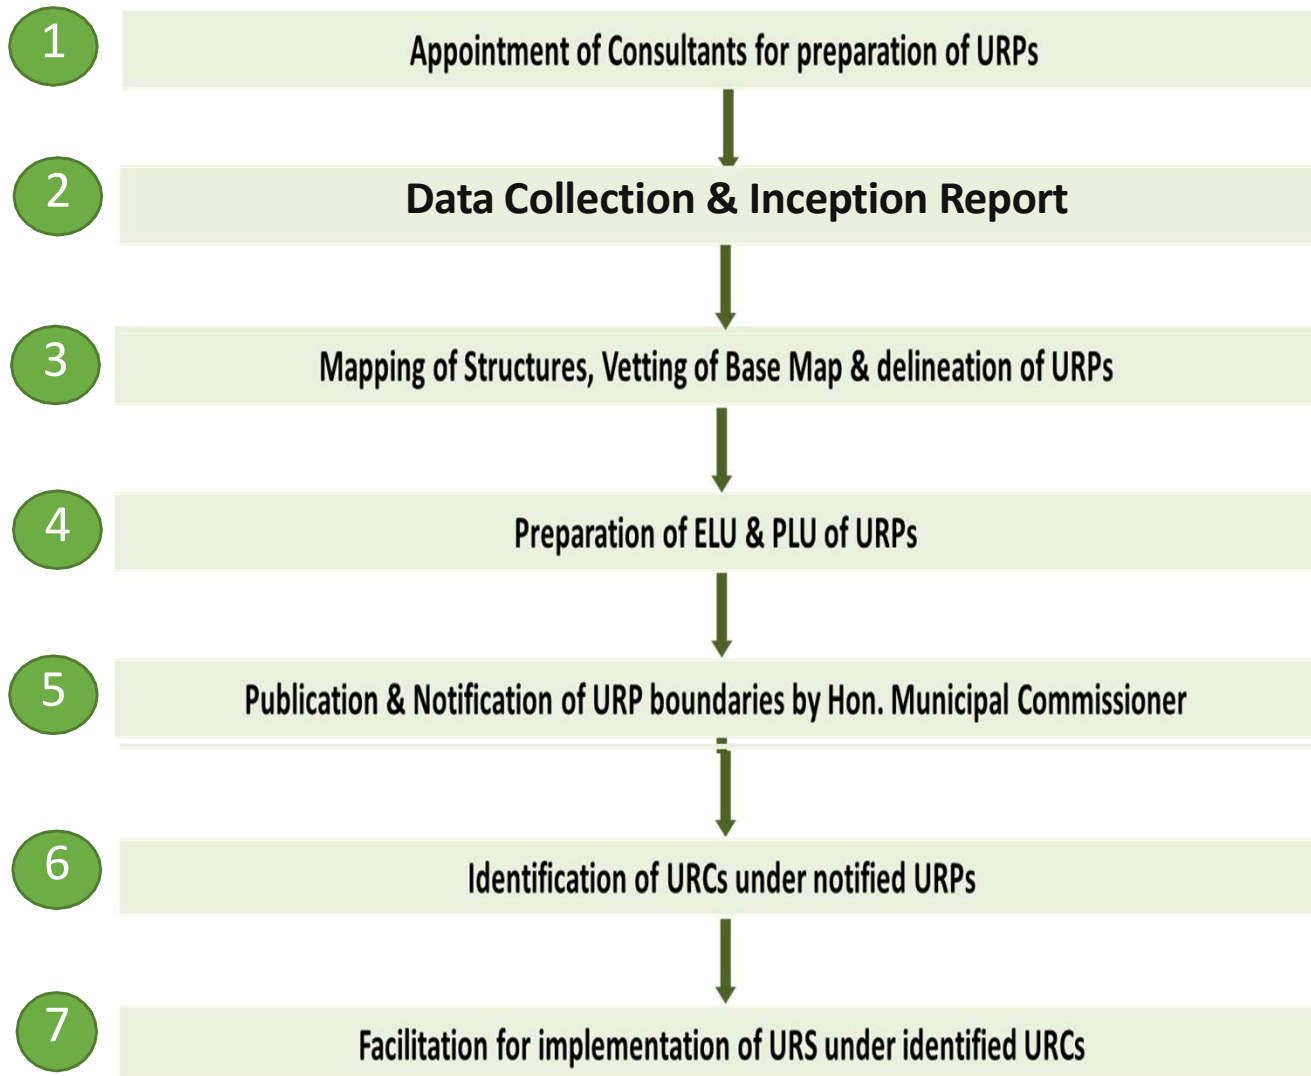 1
Appointment of Consultants for preparation of URPs
2
Data Collection & Inception Report
3
Mapping of Structures, Vetting of Base Map & delineation of URPs
4
Preparation of ELU & PLU of URPs
5
Publication & Notification of URP boundaries by Hon. Municipal Commissioner
6
Identification of URCs under notified URPs
7
Facilitation for implementation of URS under identified URCs